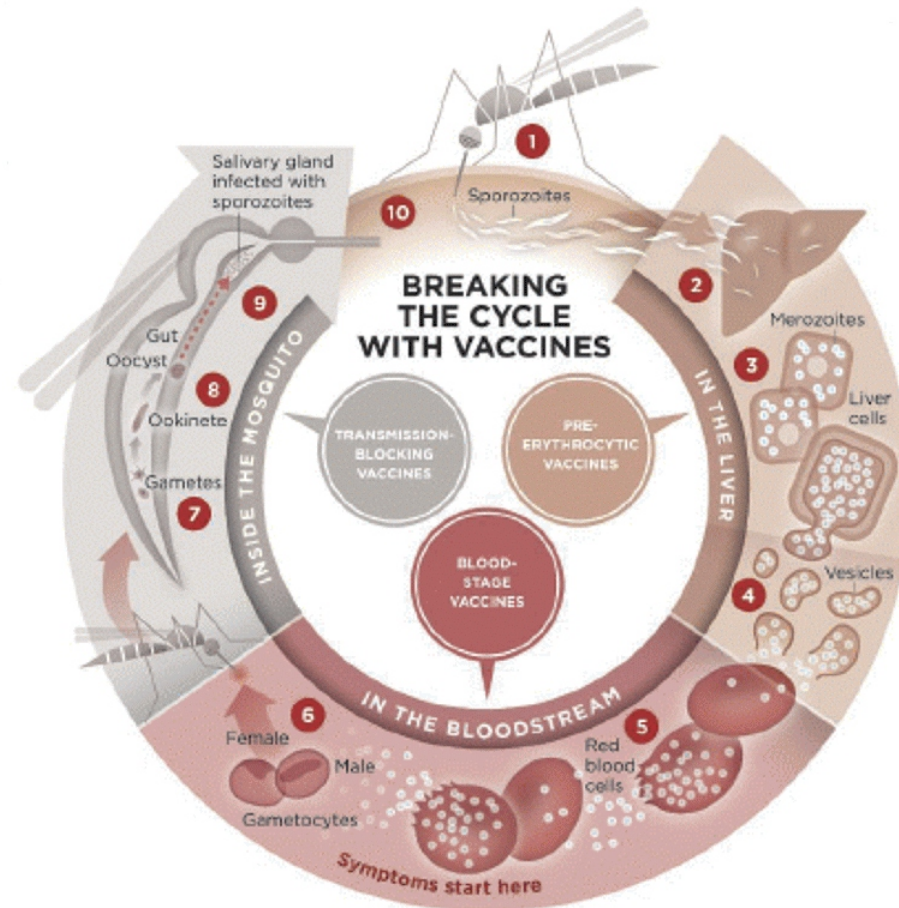 1
Salivary gland
infected with
sporozoites
10
Sporozoites
BREAKING
THE CYCLE
WITH VACCINES
2
9
Merozoites
3
Gut
Oocyst
8
Liver
cells
Ookinete
TRANSMISSION-
BLOCKING
VACCINES
PRE-
ERYTHROCYTIC
VACCINES
IN THE LIVER
INSIDE THE MOSQUITO
Gametes
7
BLOOD-
STAGE
VACCINES
Vesicles
4
IN THE BLOODSTREAM
6
5
Female
Male
Red
blood
cells
Gametocytes
Symptoms start here